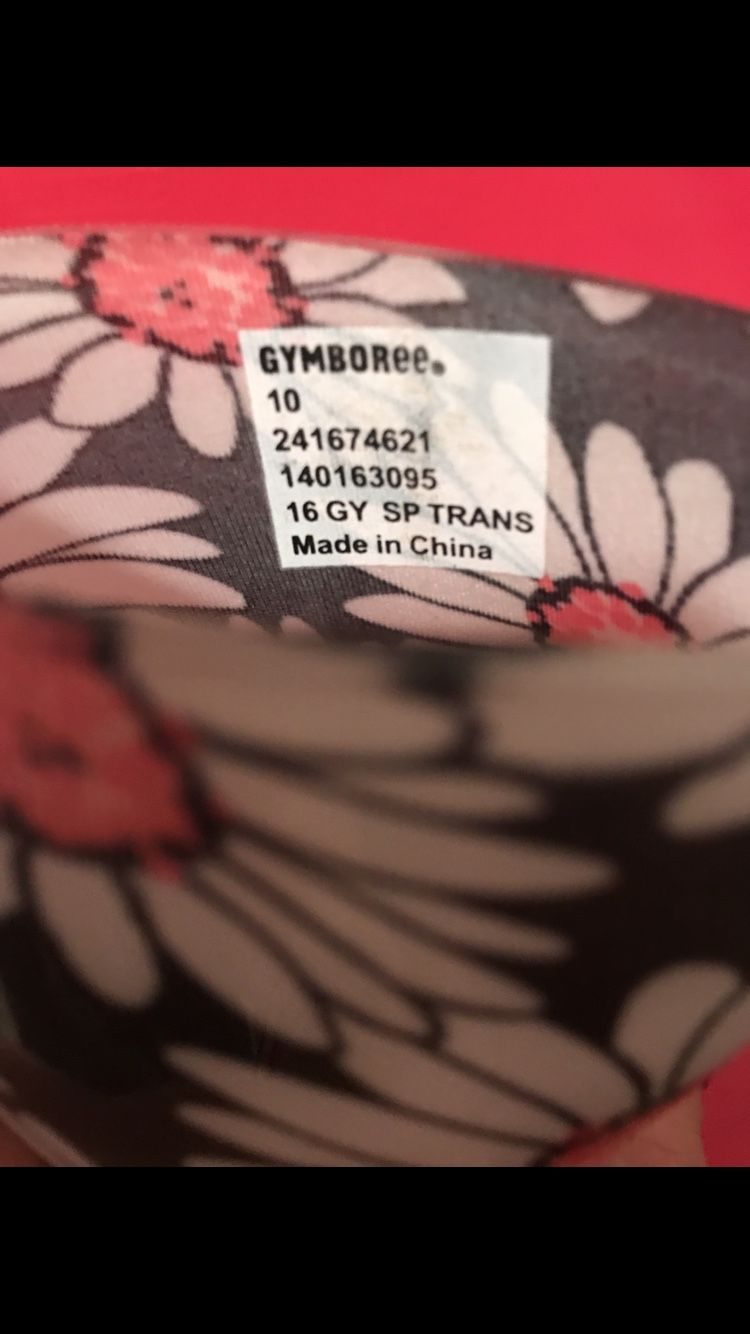 GYMBORee®
10
241674621
140163095
16 GY SP TRANS
Made in China